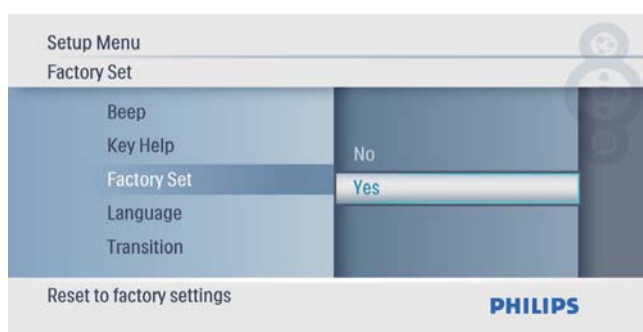 Setup Menu
Factory Set
Beep
Key Help
Factory Set
Language
Transition
No
Yes
Reset to factory settings
PHILIPS